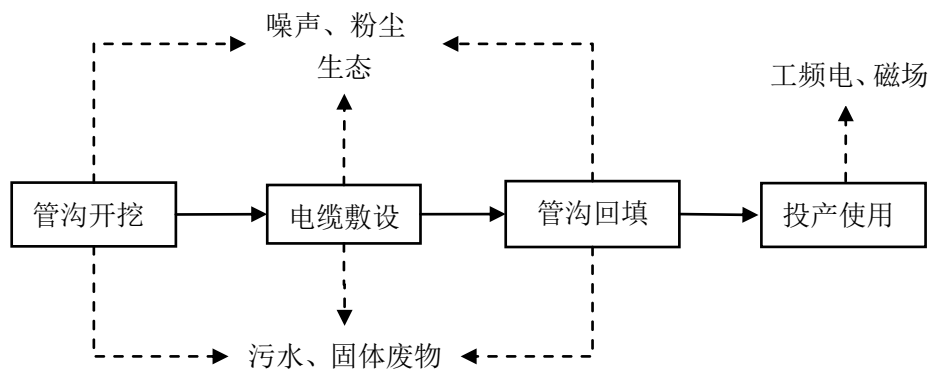 噪声、粉尘
生态
工频电、磁场
管沟开挖
电缆敷设
管沟回填
投产使用
污水、固体废物